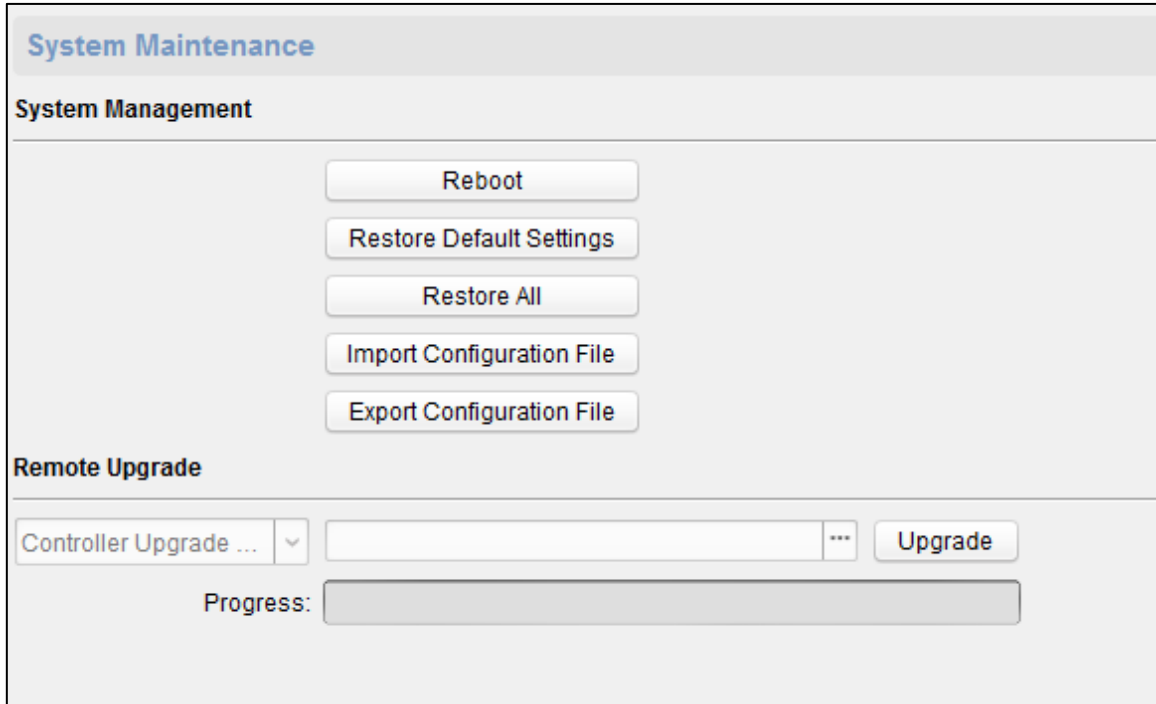 System Maintenance
System Management
Reboot
Restore Default Settings
Restore All
Import Configuration File
Export Configuration File
Remote Upgrade
Controller Upgrade ... ... Upgrade
Progress: